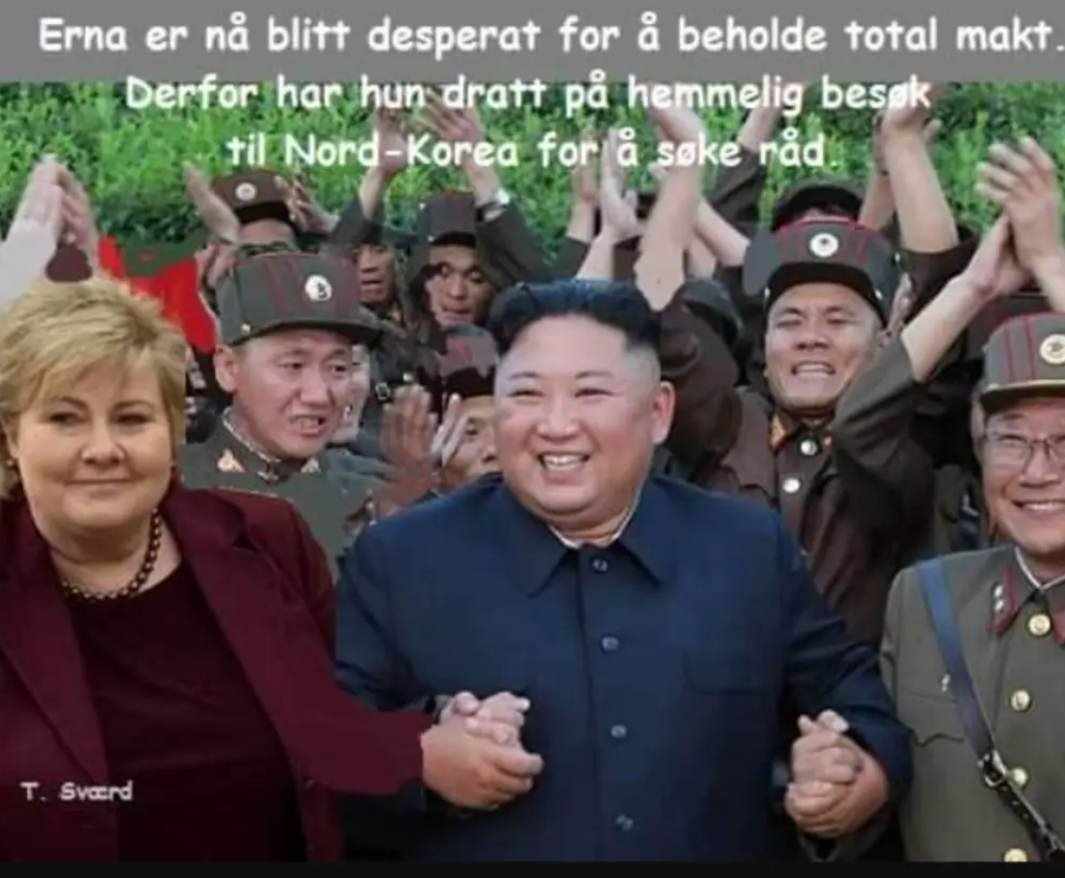 Erna er nå blitt desperat for å beholde total makt.
Derfor har hun dratt på hemmelig besøk
til Nord-Korea for å søke råd.
T. Sværd